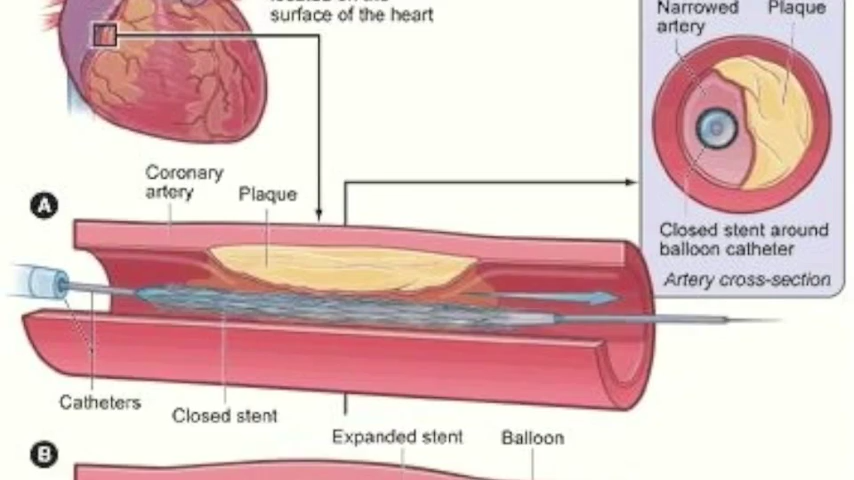 surface of the heart
Narrowed
artery
Plaque
Coronary
artery
Plaque
A
Closed stent around
balloon catheter
Artery cross-section
Catheters
Closed stent
Expanded stent
Balloon
B